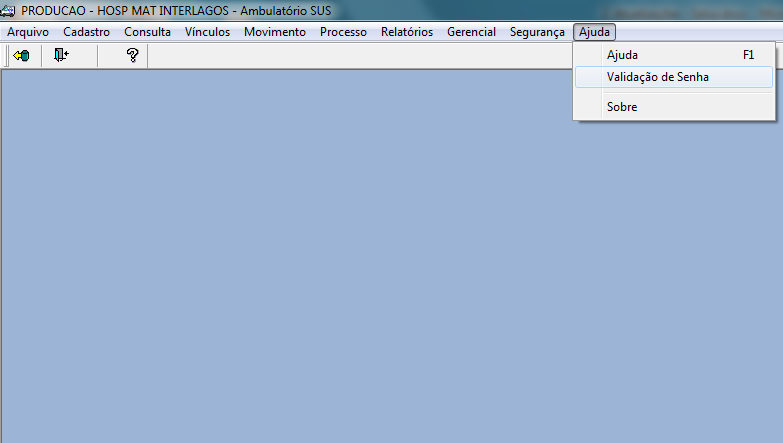 PRODUCAO - HOSP MAT INTERLAGOS - Ambulatório SUS
Arquivo Cadastro Consulta Vínculos Movimento Processo Relatórios Gerencial Segurança Ajuda
Ajuda F1
Validação de Senha
Sobre